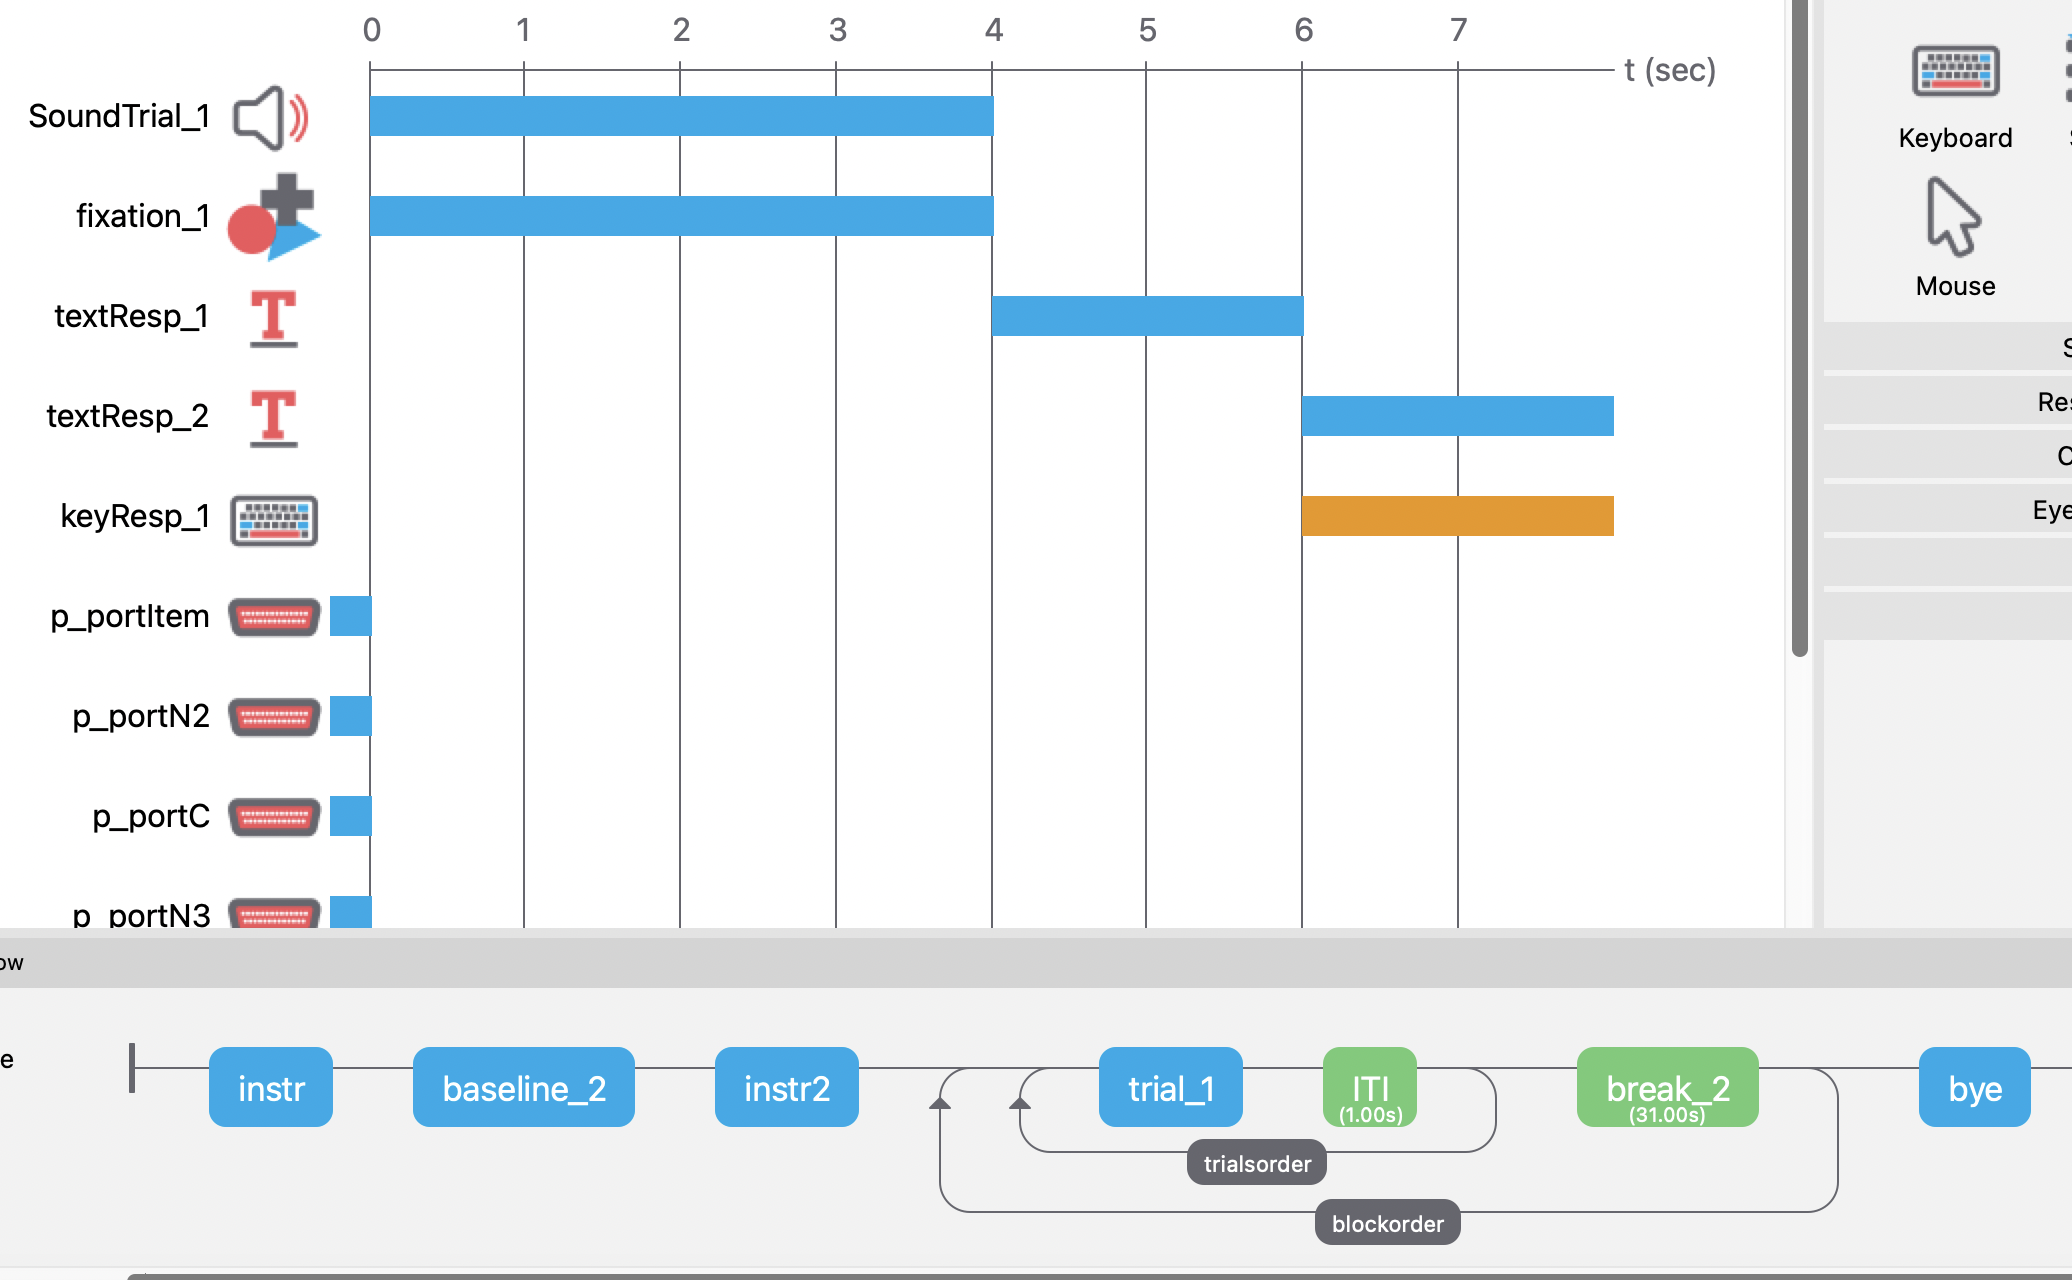 0 1 2 3 4 5 6 7
t (sec)
SoundTrial_1
fixation_1
textResp_1
textResp_2
keyResp_1
p_portItem
p_portN2
p_portC
p_portN3
Keyboard
Mouse
S
Res
C
Eye
ow
e
instr
baseline_2
instr2
trial_1
ITI
(1.00s)
break_2
(31.00s)
bye
trialsorder
blockorder